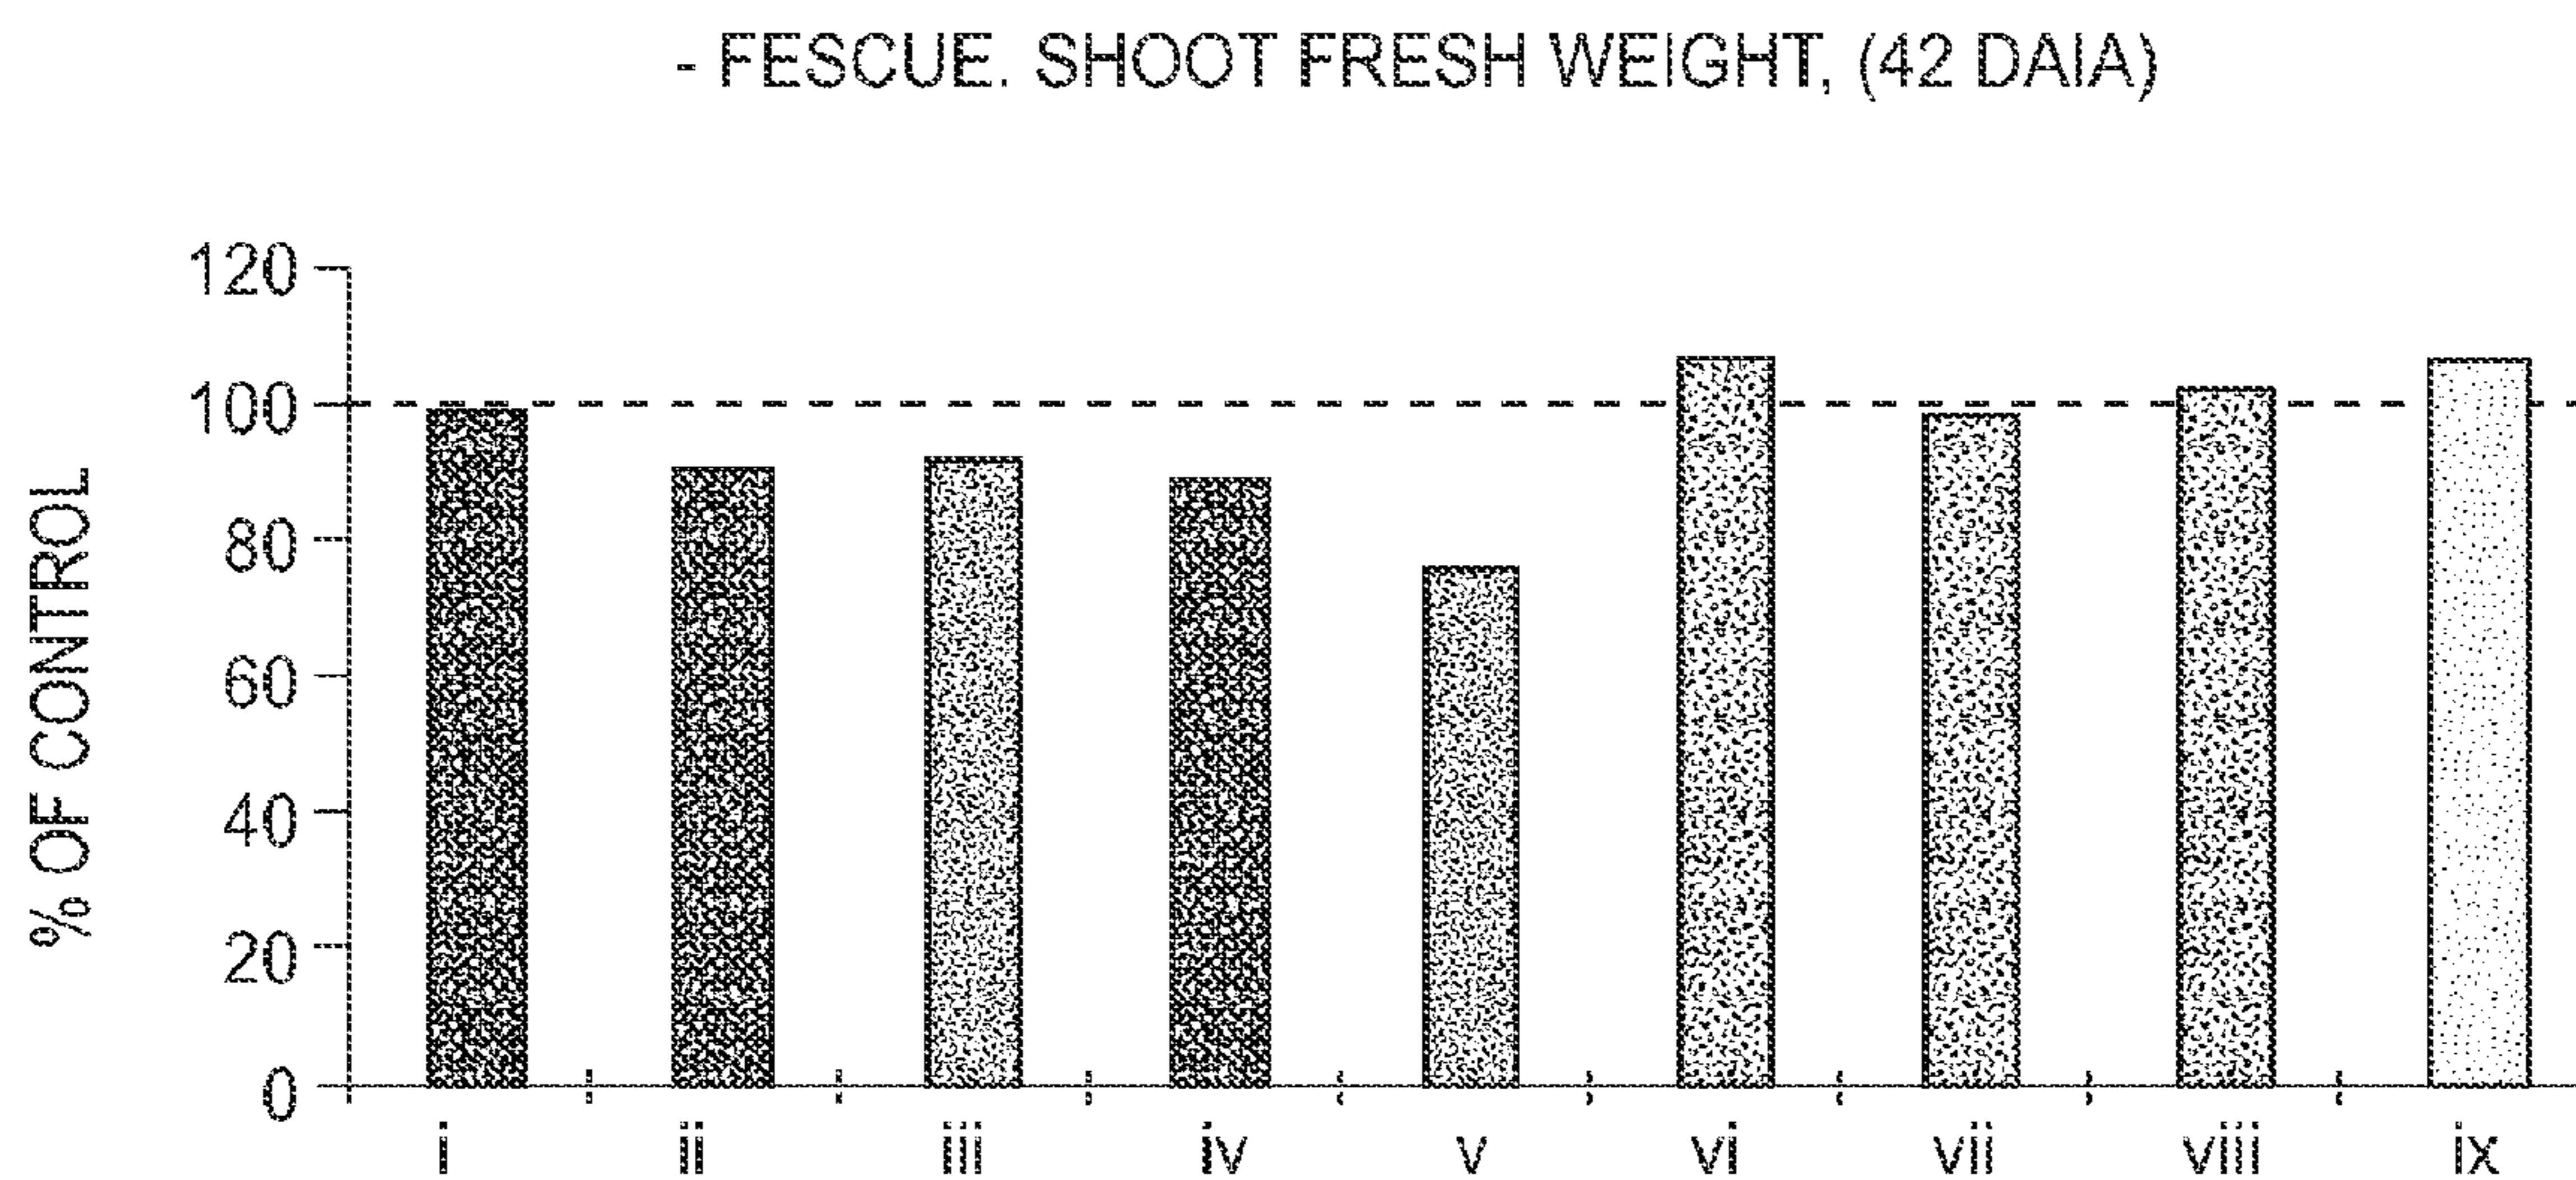 - FESCUE. SHOOT FRESH WEIGHT, (42 DAIA)
120
100
80
60
40
20
0
% OF CONTROL
i ii iii iv v vi vii viii ix